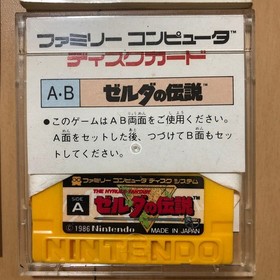 ファミリー コンピュータ™
ディスクカード
A・B
ゼルダの伝説™
●このゲームはAB両面をご使用ください。
A面をセットした後、つづけてB面もセ
ットしてください。
ファミリー コンピュータ ディスク システム
THE HYRULE FANTASY
SIDE
A
ゼルダの伝説
©1986 Nintendo
MADE IN JAPAN
NINTENDO